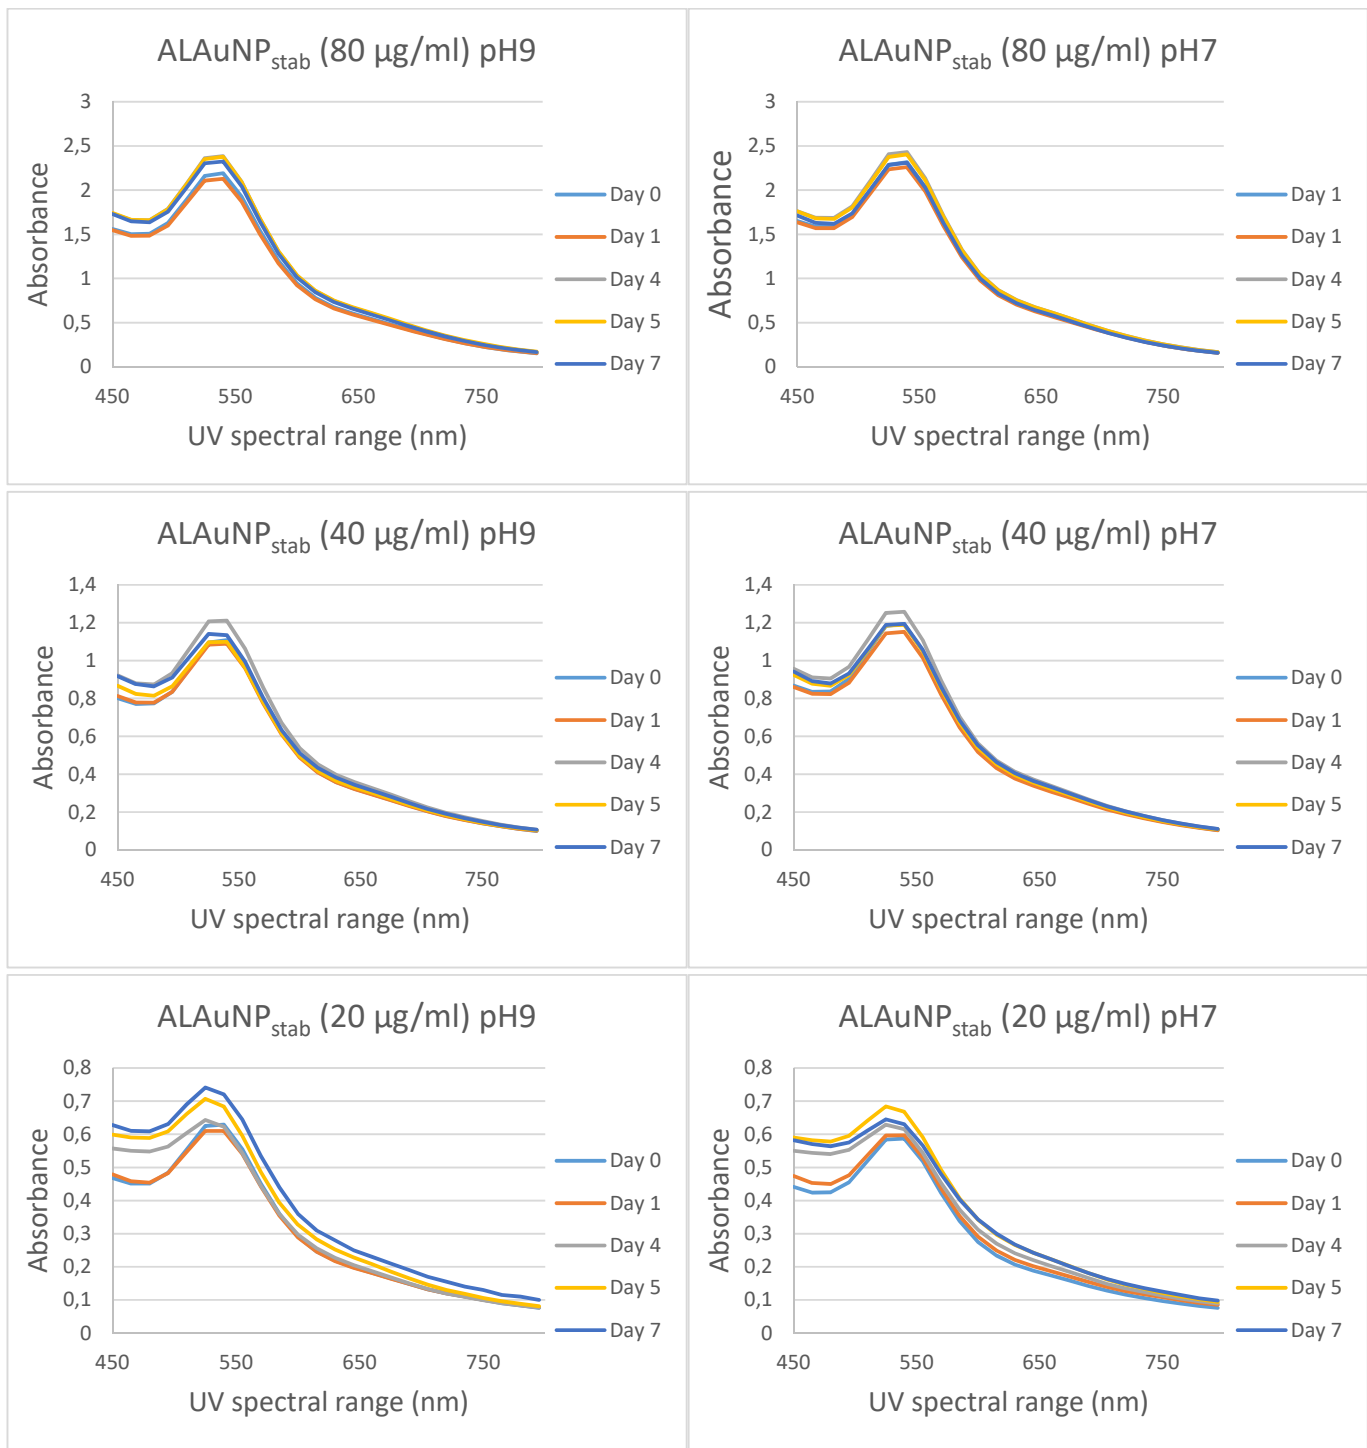 ALAuNPstab (80 µg/ml) pH9
3
2,5
2
1,5
1
0,5
0
Absorbance
450 550 650 750
UV spectral range (nm)
Day 0
Day 1
Day 4
Day 5
Day 7
ALAuNPstab (80 µg/ml) pH7
3
2,5
2
1,5
1
0,5
0
Absorbance
450 550 650 750
UV spectral range (nm)
Day 1
Day 1
Day 4
Day 5
Day 7
ALAuNPstab (40 µg/ml) pH9
1,4
1,2
1
0,8
0,6
0,4
0,2
0
Absorbance
450 550 650 750
UV spectral range (nm)
Day 0
Day 1
Day 4
Day 5
Day 7
ALAuNPstab (40 µg/ml) pH7
1,4
1,2
1
0,8
0,6
0,4
0,2
0
Absorbance
450 550 650 750
UV spectral range (nm)
Day 0
Day 1
Day 4
Day 5
Day 7
ALAuNPstab (20 µg/ml) pH9
0,8
0,7
0,6
0,5
0,4
0,3
0,2
0,1
0
Absorbance
450 550 650 750
UV spectral range (nm)
Day 0
Day 1
Day 4
Day 5
Day 7
ALAuNPstab (20 µg/ml) pH7
0,8
0,7
0,6
0,5
0,4
0,3
0,2
0,1
0
Absorbance
450 550 650 750
UV spectral range (nm)
Day 0
Day 1
Day 4
Day 5
Day 7